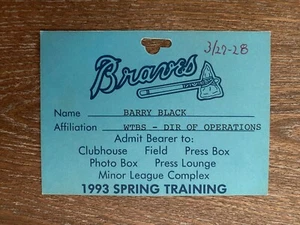 3/27-28
Braves
Name BARRY BLACK
Affiliation WTBS - DIR OF OPERATIONS
Admit Bearer to:
Clubhouse Field Press Box
Photo Box Press Lounge
Minor League Complex
1993 SPRING TRAINING